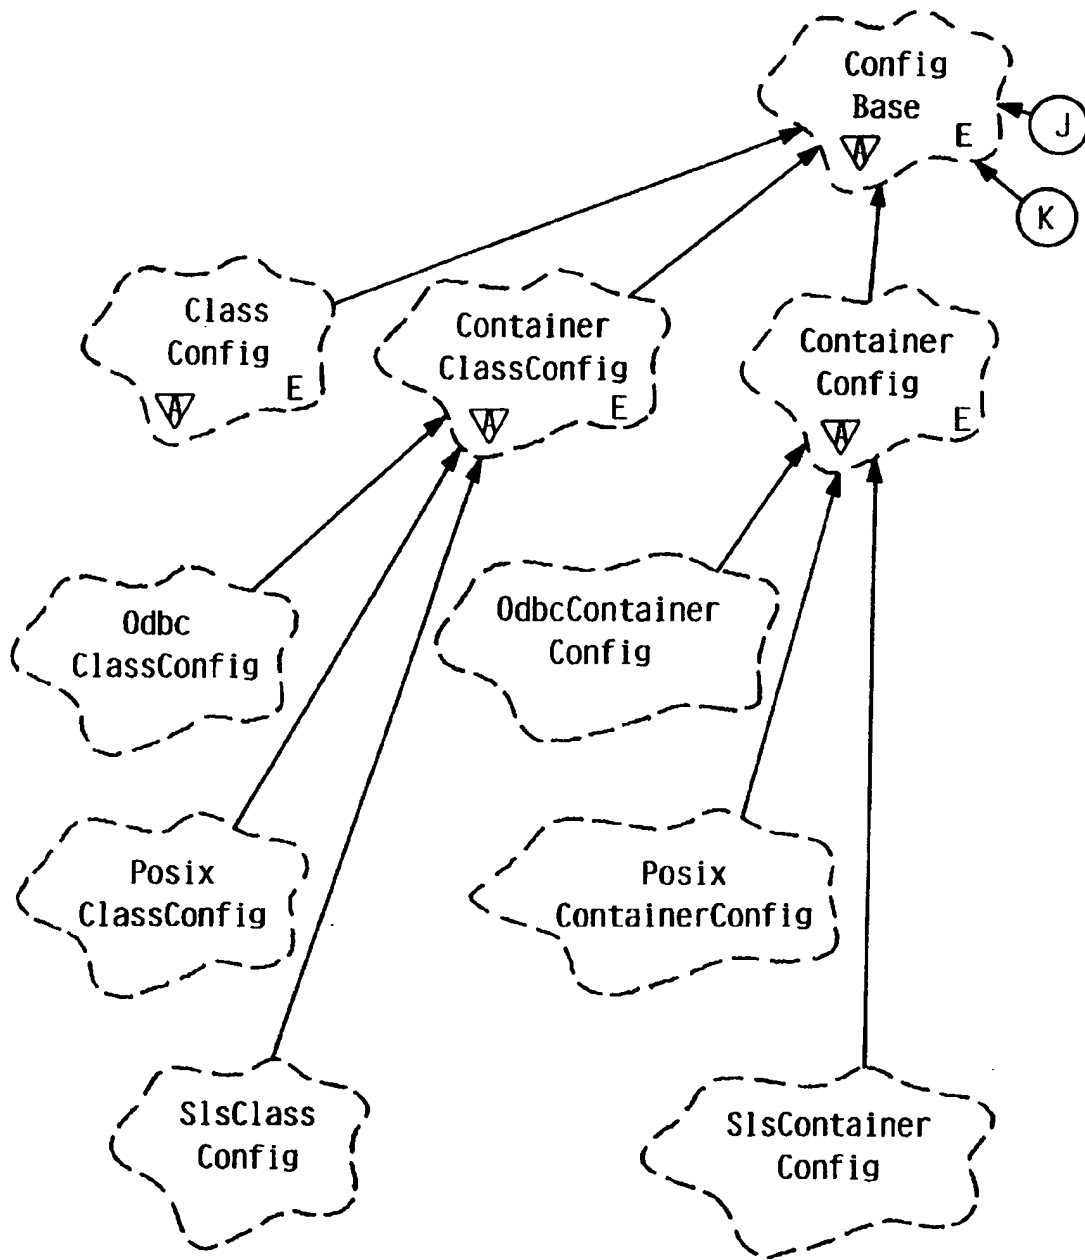 Config
Base
A
E
J
K
Class
Config
A
E
Container
ClassConfig
A
E
Container
Config
A
E
Odbc
ClassConfig
OdbcContainer
Config
Posix
ClassConfig
Posix
ContainerConfig
SlsClass
Config
SlsContainer
Config